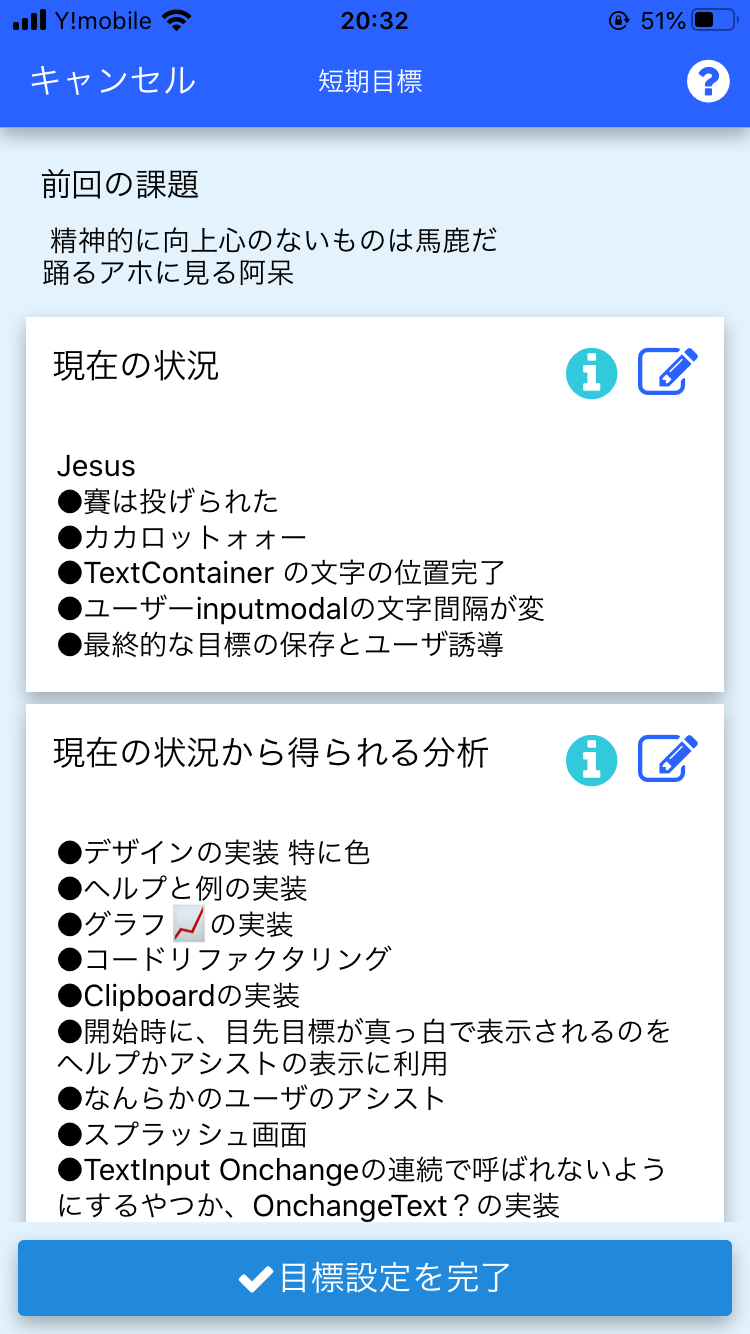 Y!mobile 20:32 51%
キャンセル 短期目標
前回の課題
精神的に向上心のないものは馬鹿だ
踊るアホに見る阿呆
現在の状況
Jesus
●賽は投げられた
●カカロットォォー
●TextContainer の文字の位置完了
●ユーザーinputmodalの文字間隔が変
●最終的な目標の保存とユーザ誘導
現在の状況から得られる分析
●デザインの実装 特に色
●ヘルプと例の実装
●グラフ📈の実装
●コードリファクタリング
●Clipboardの実装
●開始時に、目先目標が真っ白で表示されるのを
ヘルプかアシストの表示に利用
●なんらかのユーザのアシスト
●スプラッシュ画面
●TextInput Onchangeの連続で呼ばれないよう
にするやつか、OnchangeText？の実装
目標設定を完了